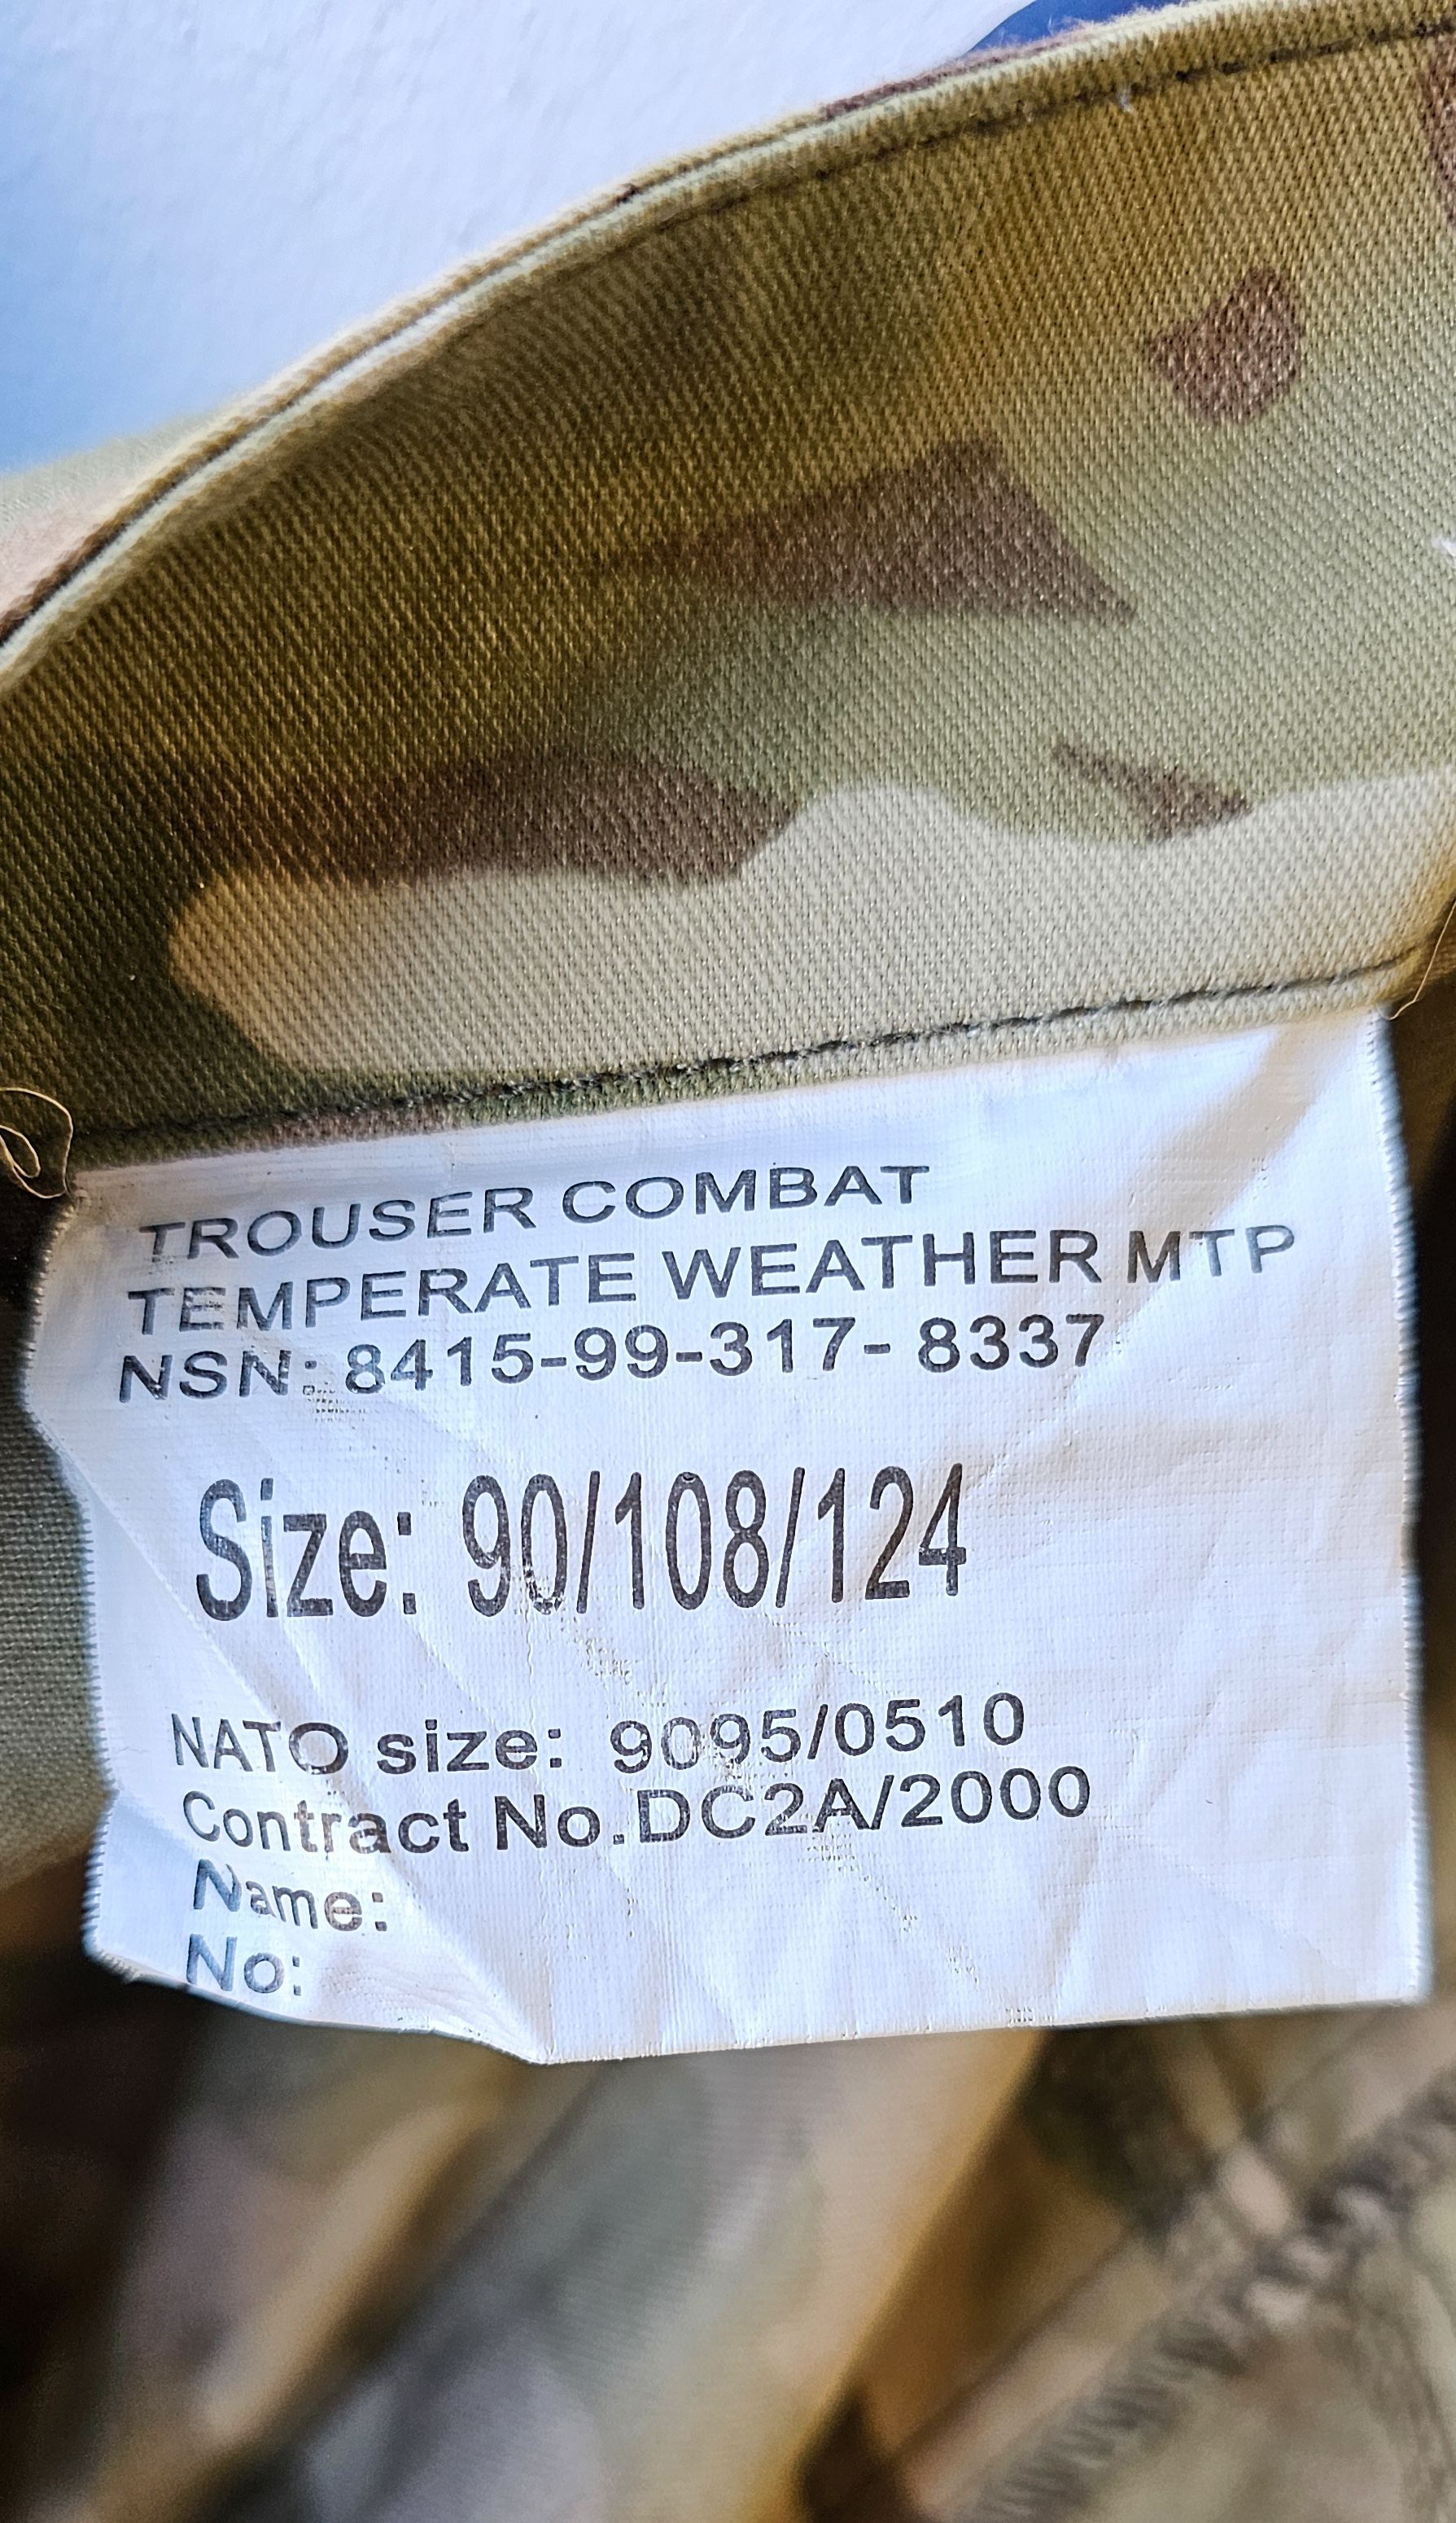 TROUSER COMBAT
TEMPERATE WEATHER MTP
NSN: 8415-99-317- 8337
Size: 90/108/124
NATO size: 9095/0510
Contract No.DC2A/2000
Name:
No: